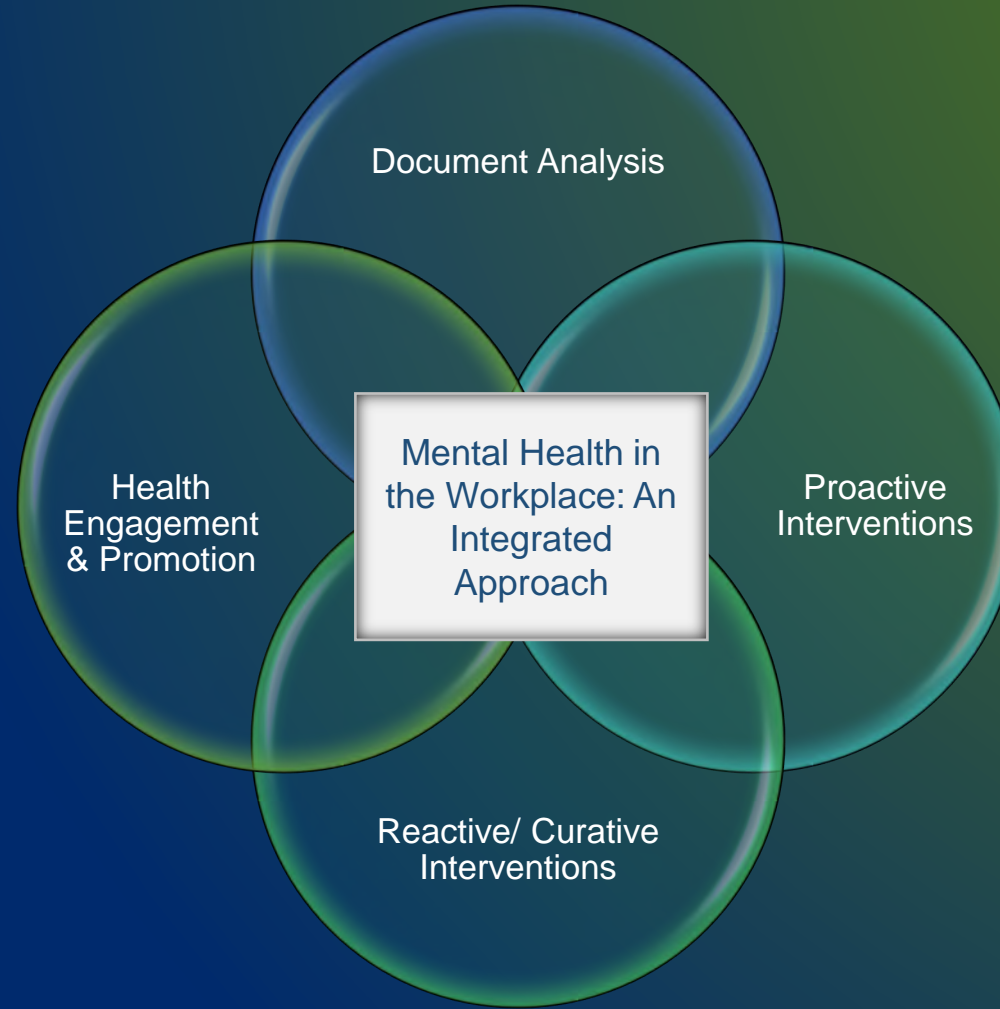 Document Analysis
Health
Engagement
& Promotion
Mental Health in
the Workplace: An
Integrated
Approach
Proactive
Interventions
Reactive/ Curative
Interventions